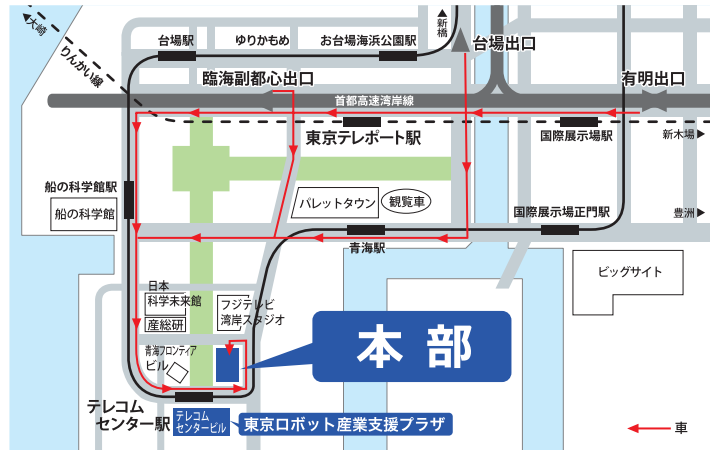 ▲大崎
りんかい線
台場駅
ゆりかもめ
お台場海浜公園駅
▲新橋
台場出口
臨海副都心出口
有明出口
首都高速湾岸線
東京テレポート駅
国際展示場駅
新木場▶
船の科学館駅
船の科学館
パレットタウン
観覧車
国際展示場正門駅
豊洲▶
青海駅
ビッグサイト
日本
科学未来館
産総研
フジテレビ
湾岸スタジオ
青海フロンティア
ビル
本部
テレコム
センター駅
テレコム
センタービル
東京ロボット産業支援プラザ
車